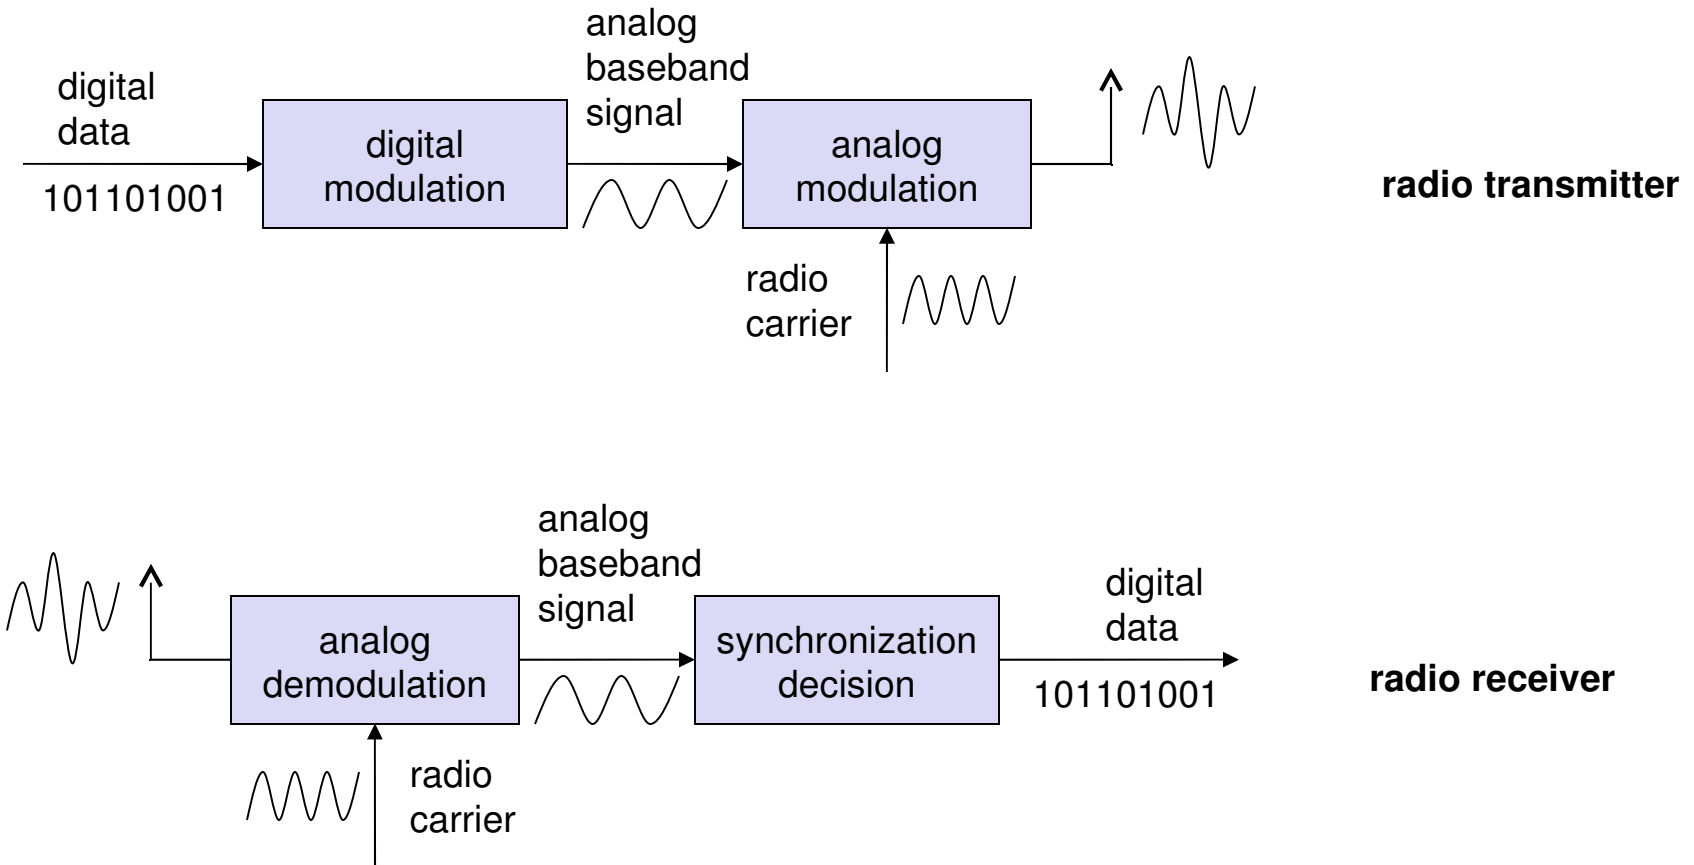 digital
data
101101001
digital
modulation
analog
baseband
signal
analog
modulation
radio
carrier
radio transmitter
analog
demodulation
radio
carrier
analog
baseband
signal
synchronization
decision
digital
data
101101001
radio receiver